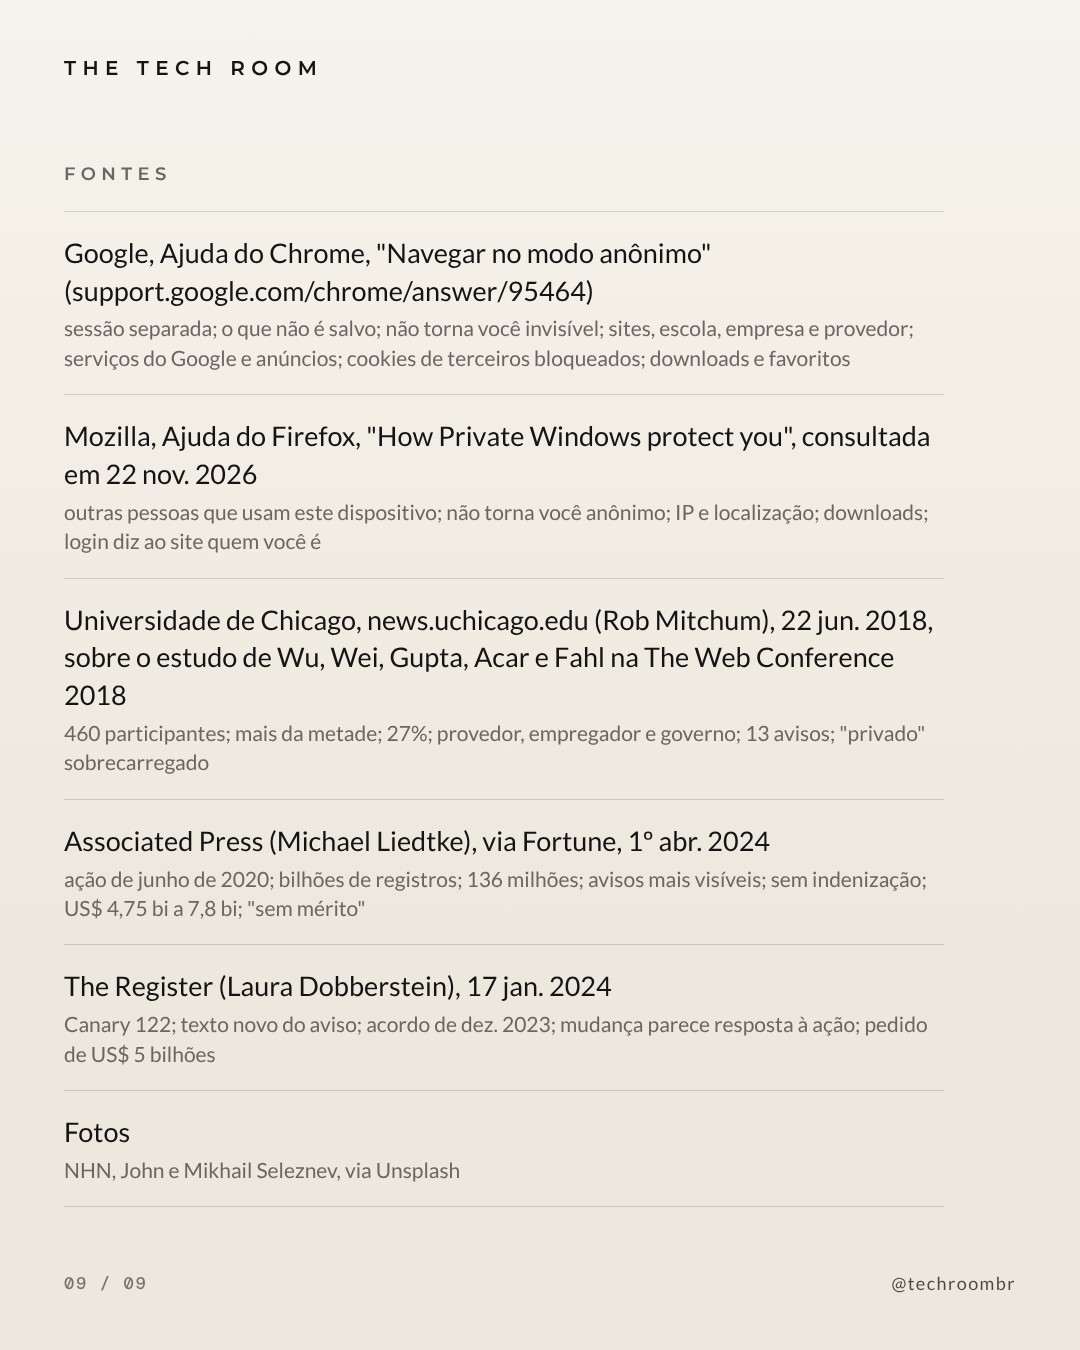 THE TECH ROOM
FONTES
Google, Ajuda do Chrome, "Navegar no modo anônimo"
(support.google.com/chrome/answer/95464)
sessão separada; o que não é salvo; não torna você invisível; sites, escola, empresa e provedor;
serviços do Google e anúncios; cookies de terceiros bloqueados; downloads e favoritos
Mozilla, Ajuda do Firefox, "How Private Windows protect you", consultada
em 22 nov. 2026
outras pessoas que usam este dispositivo; não torna você anônimo; IP e localização; downloads;
login diz ao site quem você é
Universidade de Chicago, news.uchicago.edu (Rob Mitchum), 22 jun. 2018,
sobre o estudo de Wu, Wei, Gupta, Acar e Fahl na The Web Conference
2018
460 participantes; mais da metade; 27%; provedor, empregador e governo; 13 avisos; "privado"
sobrecarregado
Associated Press (Michael Liedtke), via Fortune, 1º abr. 2024
ação de junho de 2020; bilhões de registros; 136 milhões; avisos mais visíveis; sem indenização;
US$ 4,75 bi a 7,8 bi; "sem mérito"
The Register (Laura Dobberstein), 17 jan. 2024
Canary 122; texto novo do aviso; acordo de dez. 2023; mudança parece resposta à ação; pedido
de US$ 5 bilhões
Fotos
NHN, John e Mikhail Seleznev, via Unsplash
09 / 09
@techroombr